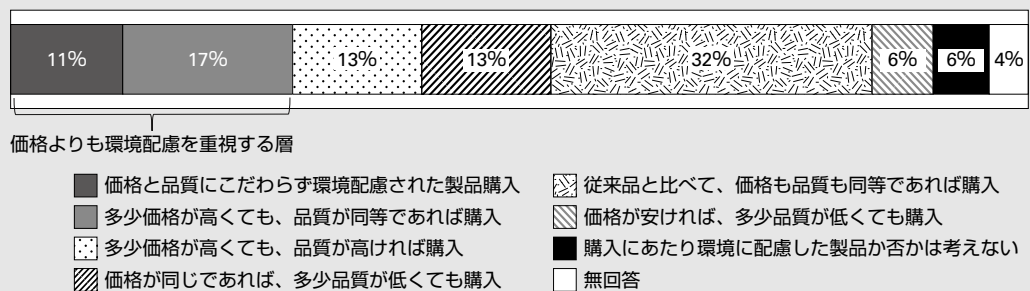 11% 17% 13% 13% 32% 6% 6% 4%
価格よりも環境配慮を重視する層
価格と品質にこだわらず環境配慮された製品購入
多少価格が高くても、品質が同等であれば購入
多少価格が高くても、品質が高ければ購入
価格が同じであれば、多少品質が低くても購入
従来品と比べて、価格も品質も同等であれば購入
価格が安ければ、多少品質が低くても購入
購入にあたり環境に配慮した製品か否かは考えない
無回答